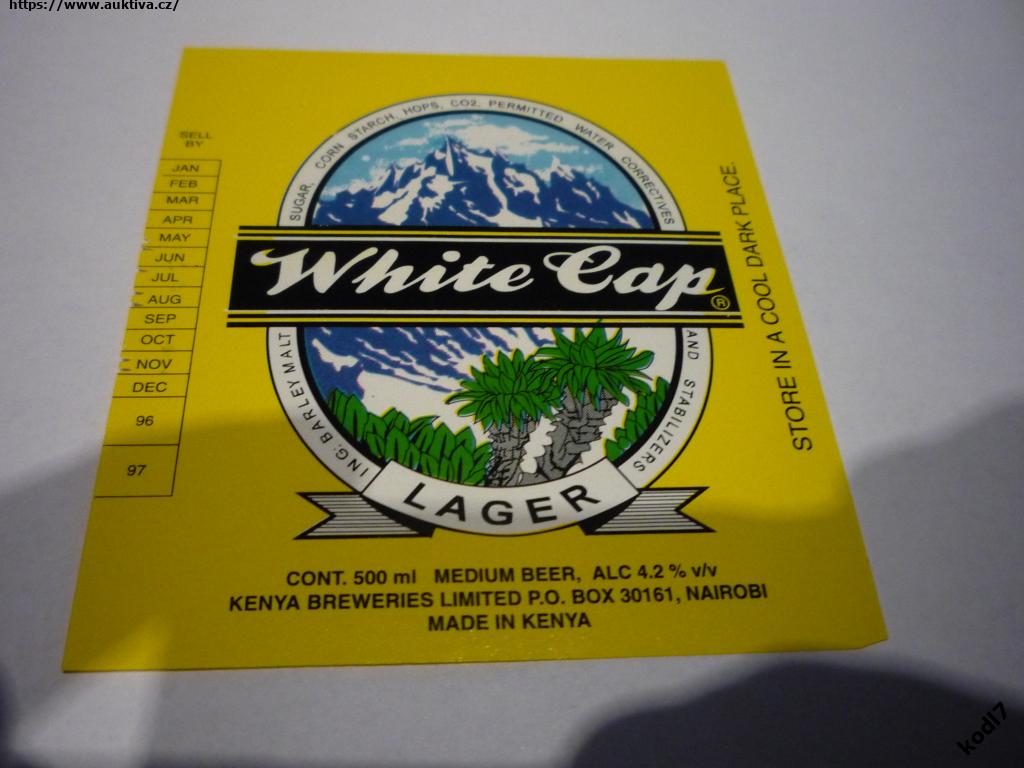 https://www.auktiva.cz/
SELL
BY
JAN
FEB
MAR
APR
MAY
JUN
JUL
AUG
SEP
OCT
NOV
DEC
96
97
ING: BARLEY MALT SUGAR, CORN STARCH, HOPS, CO2, PERMITTED WATER CORRECTIVES AND STABILIZERS
White Cap ®
LAGER
STORE IN A COOL DARK PLACE.
CONT. 500 ml MEDIUM BEER, ALC 4.2 % v/v
KENYA BREWERIES LIMITED P.O. BOX 30161, NAIROBI
MADE IN KENYA
kodl7